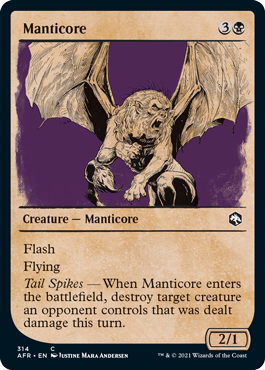 Manticore 3
Creature — Manticore
Flash
Flying
Tail Spikes — When Manticore enters
the battlefield, destroy target creature
an opponent controls that was dealt
damage this turn.
2/1
314 C
AFR • EN Justine Mara Andersen
™ & © 2021 Wizards of the Coast